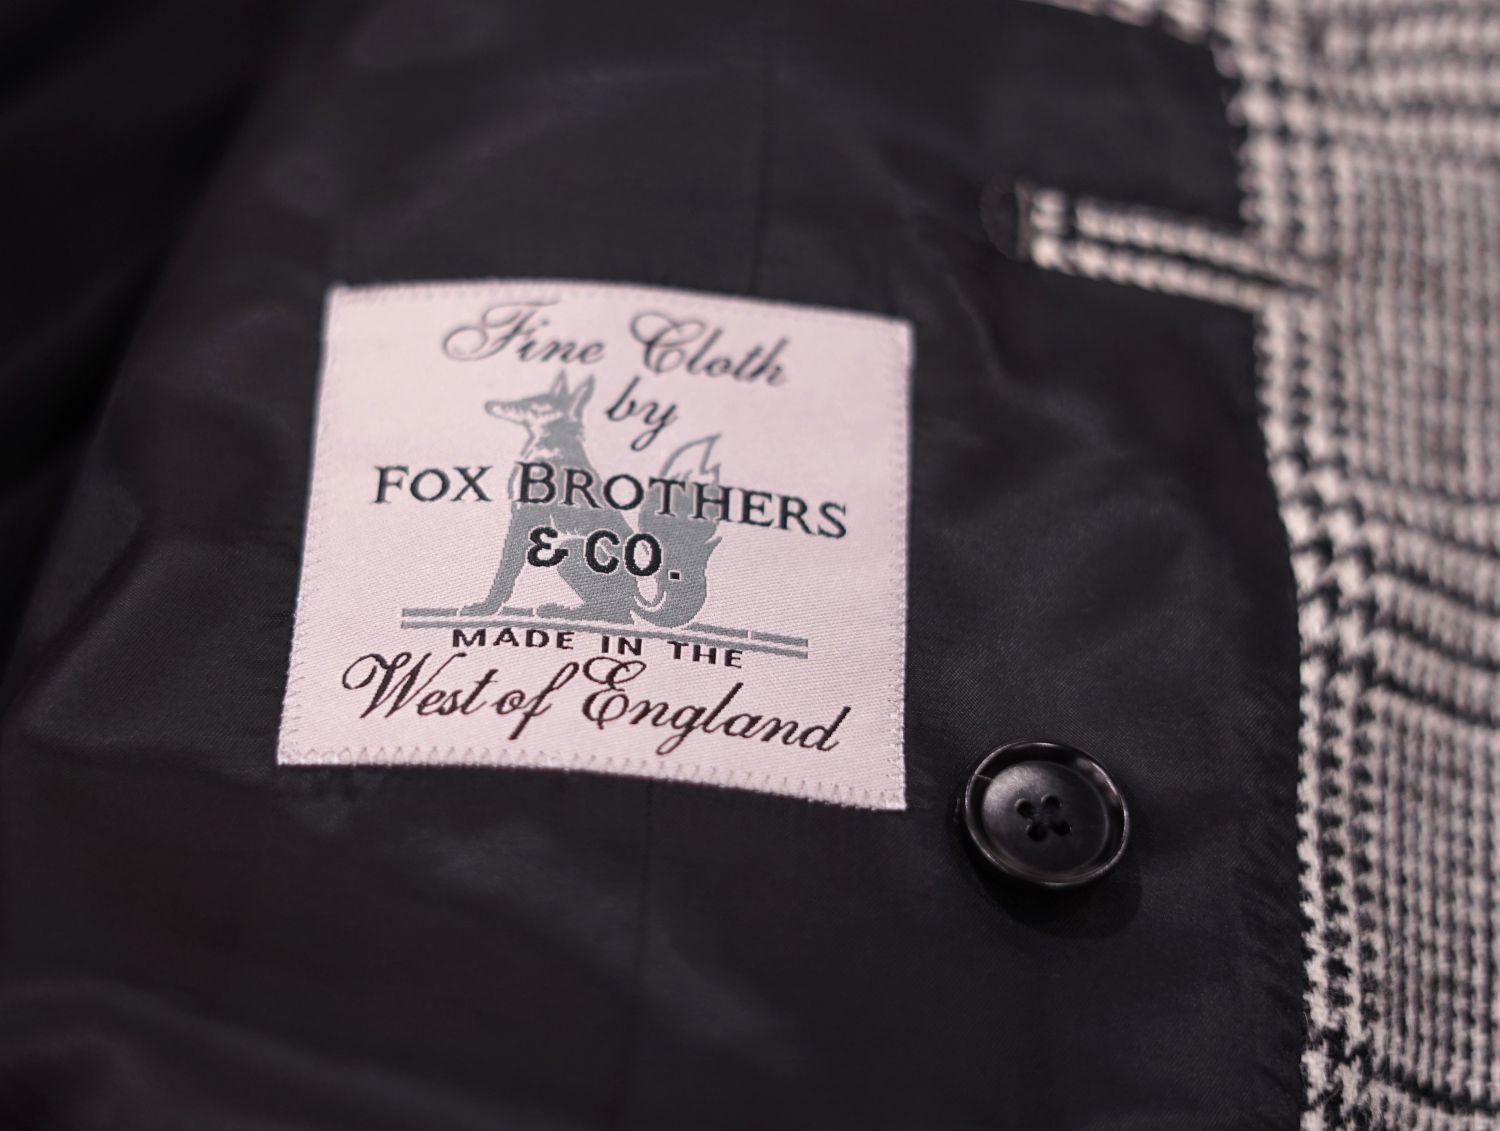 Fine Cloth
by
FOX BROTHERS
& CO.
MADE IN THE
West of England